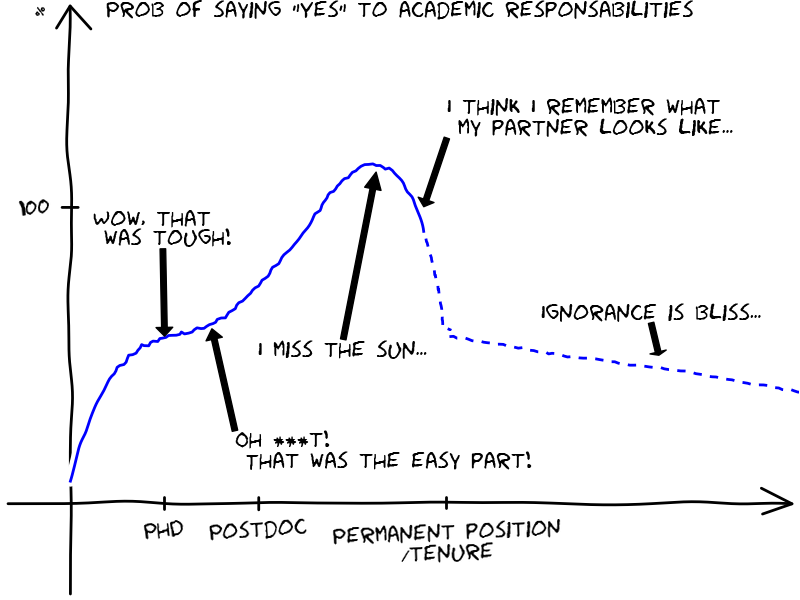 % PROB OF SAYING "YES" TO ACADEMIC RESPONSABILITIES
I THINK I REMEMBER WHAT
MY PARTNER LOOKS LIKE...
100
WOW, THAT
WAS TOUGH!
IGNORANCE IS BLISS...
I MISS THE SUN...
OH ***T!
THAT WAS THE EASY PART!
PHD
POSTDOC
PERMANENT POSITION
/TENURE